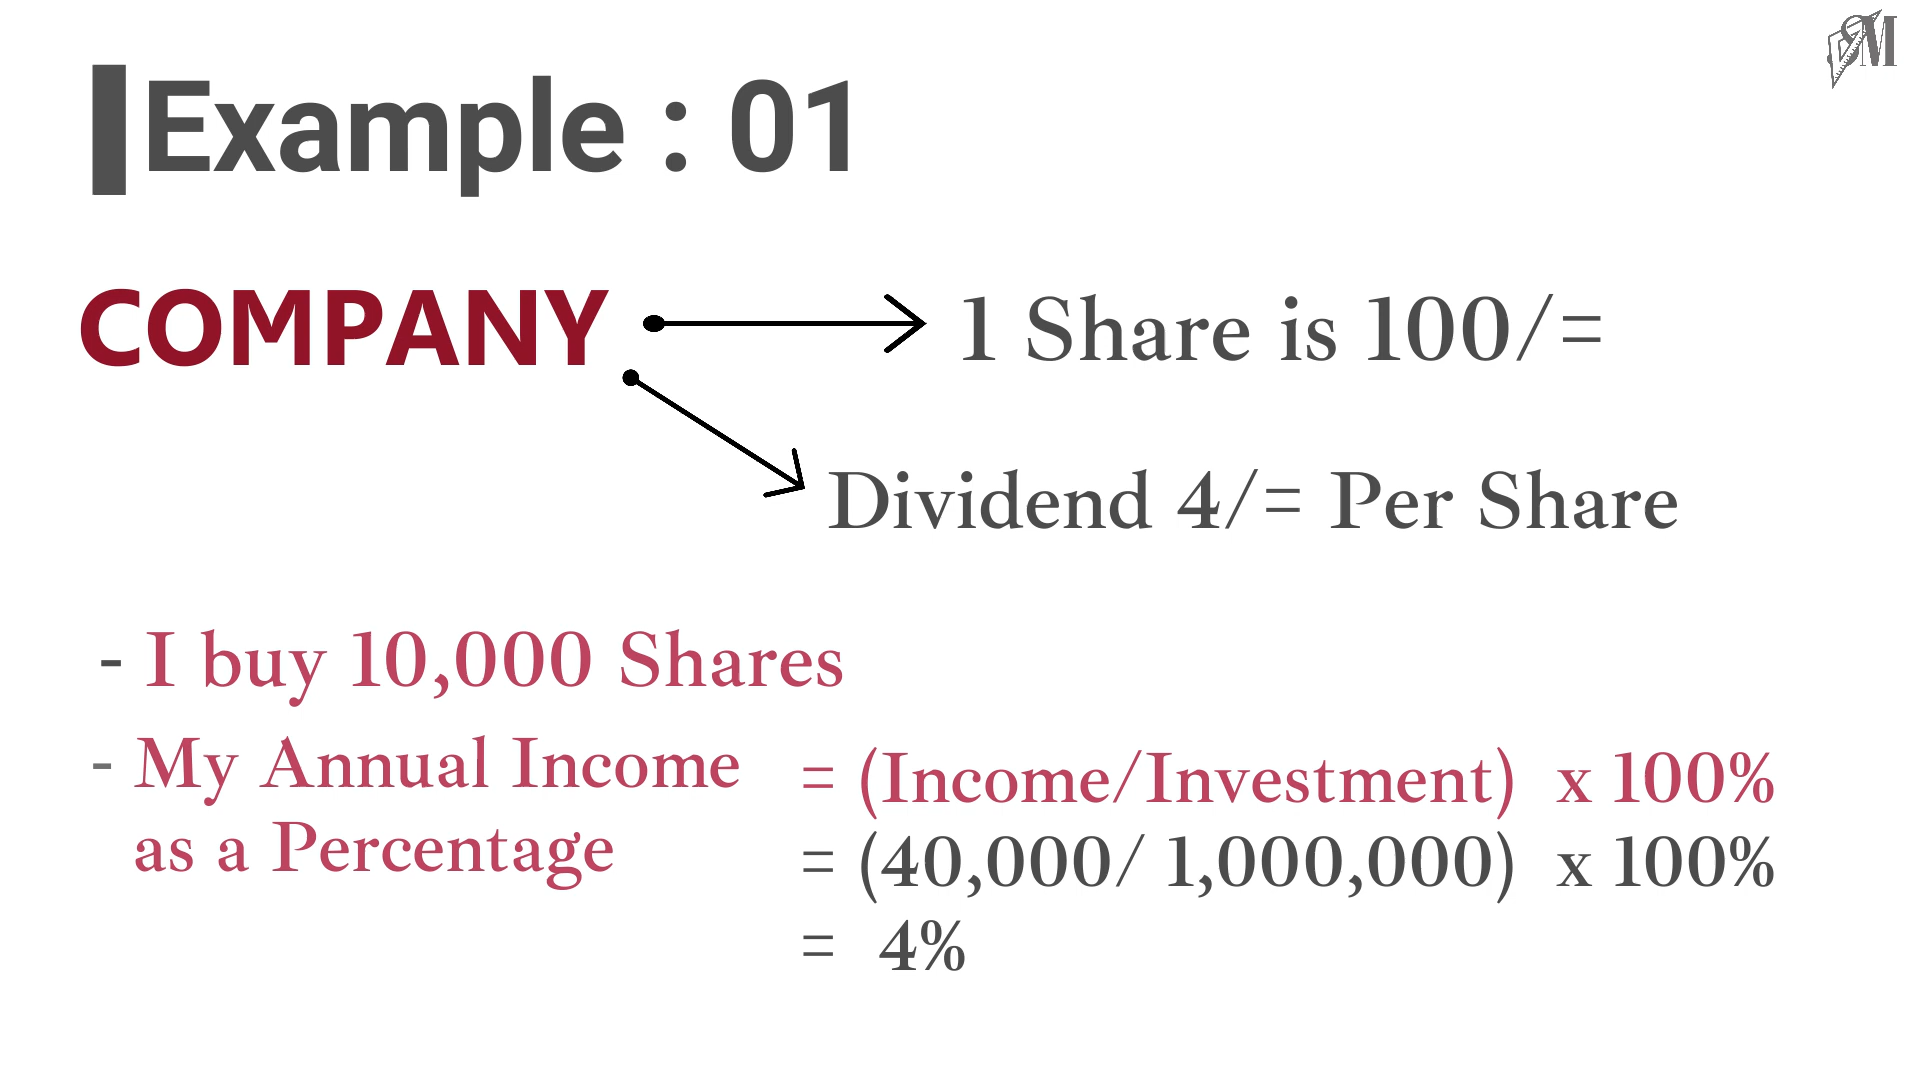 Example : 01
COMPANY
1 Share is 100/=
Dividend 4/= Per Share
- I buy 10,000 Shares
- My Annual Income
as a Percentage
= (Income/Investment) x 100%
= (40,000/ 1,000,000) x 100%
= 4%
SM